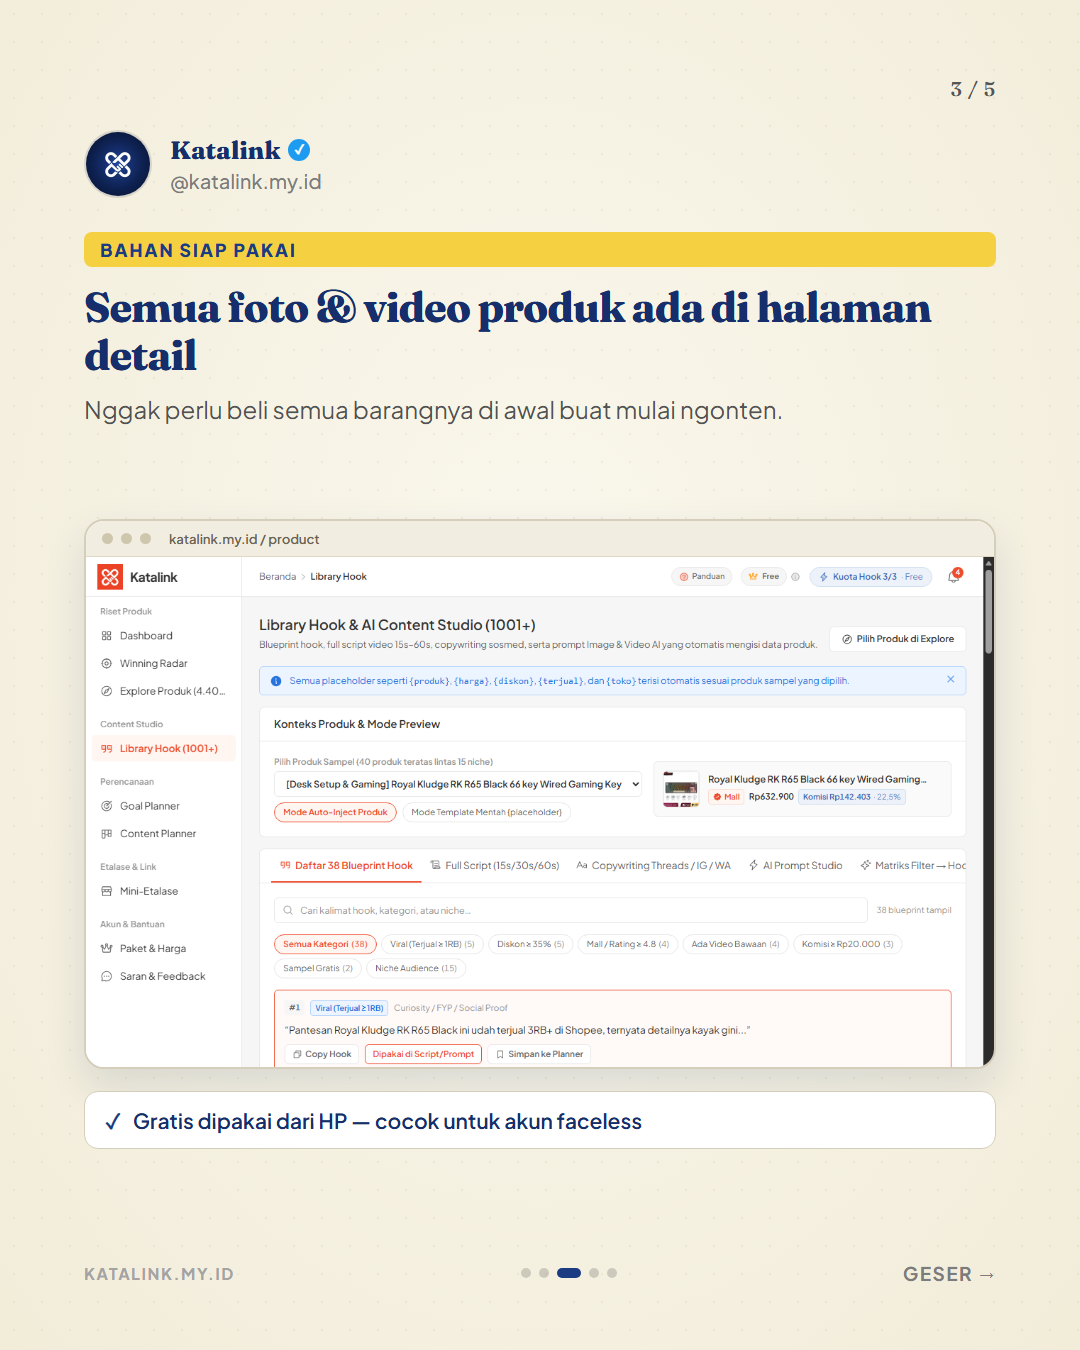 3 / 5
Katalink
@katalink.my.id
BAHAN SIAP PAKAI
Semua foto & video produk ada di halaman
detail
Nggak perlu beli semua barangnya di awal buat mulai ngonten.
katalink.my.id / product
Katalink
Beranda > Library Hook
Panduan
Free
Kuota Hook 3/3 · Free
4
Riset Produk
Dashboard
Winning Radar
Explore Produk (4.40...
Content Studio
Library Hook (1001+)
Perencanaan
Goal Planner
Content Planner
Etalase & Link
Mini-Etalase
Akun & Bantuan
Paket & Harga
Saran & Feedback
Library Hook & AI Content Studio (1001+)
Blueprint hook, full script video 15s-60s, copywriting sosmed, serta prompt Image & Video AI yang otomatis mengisi data produk.
Pilih Produk di Explore
Semua placeholder seperti {produk}, {harga}, {diskon}, {terjual}, dan {toko} terisi otomatis sesuai produk sampel yang dipilih.
Konteks Produk & Mode Preview
Pilih Produk Sampel (40 produk teratas lintas 15 niche)
[Desk Setup & Gaming] Royal Kludge RK R65 Black 66 key Wired Gaming Key
Mode Auto-Inject Produk
Mode Template Mentah (placeholder)
Royal Kludge RK R65 Black 66 key Wired Gaming...
Mall
Rp632.900
Komisi Rp142.403 · 22.5%
Daftar 38 Blueprint Hook
Full Script (15s/30s/60s)
Copywriting Threads / IG / WA
AI Prompt Studio
Matriks Filter → Hoo
Cari kalimat hook, kategori, atau niche...
38 blueprint tampil
Semua Kategori (38)
Viral (Terjual ≥ 1RB) (5)
Diskon ≥ 35% (5)
Mall / Rating ≥ 4.8 (4)
Ada Video Bawaan (4)
Komisi ≥ Rp20.000 (3)
Sampel Gratis (2)
Niche Audience (15)
#1
Viral (Terjual ≥ 1RB)
Curiosity / FYP / Social Proof
"Pantesan Royal Kludge RK R65 Black ini udah terjual 3RB+ di Shopee, ternyata detailnya kayak gini..."
Copy Hook
Dipakai di Script/Prompt
Simpan ke Planner
✓ Gratis dipakai dari HP — cocok untuk akun faceless
KATALINK.MY.ID
GESER →